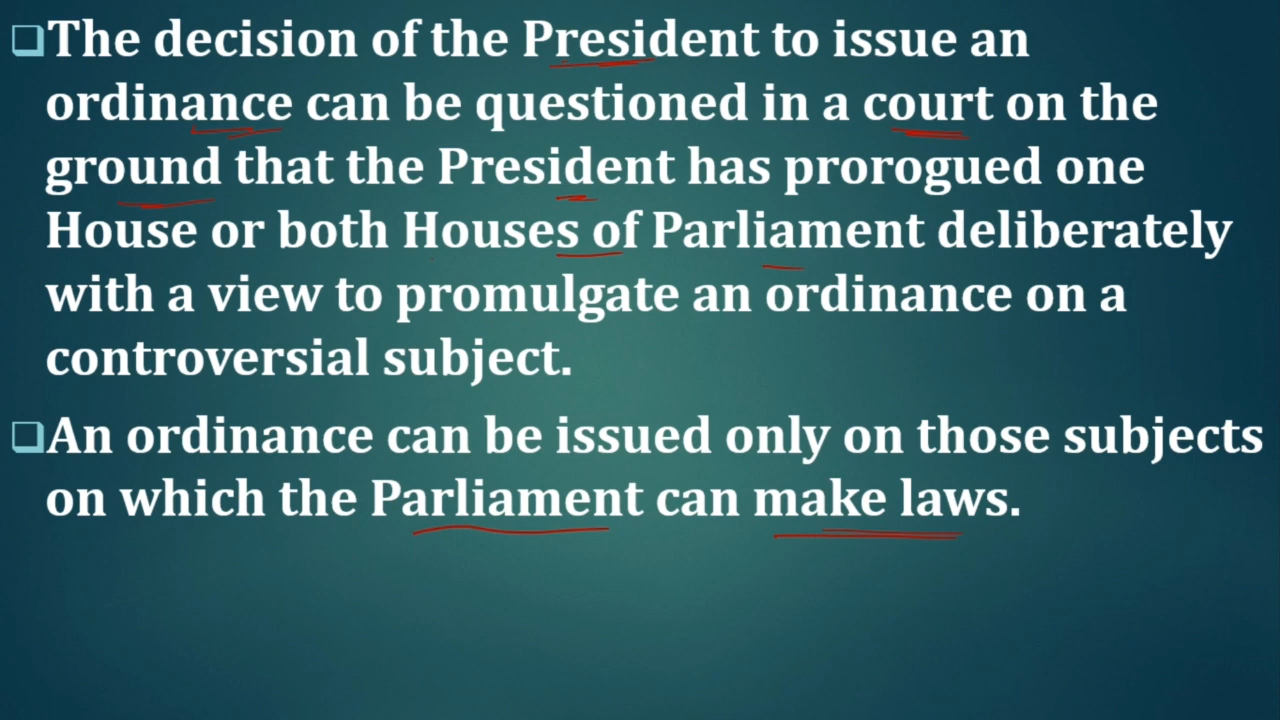 The decision of the President to issue an
ordinance can be questioned in a court on the
ground that the President has prorogued one
House or both Houses of Parliament deliberately
with a view to promulgate an ordinance on a
controversial subject.
An ordinance can be issued only on those subjects
on which the Parliament can make laws.